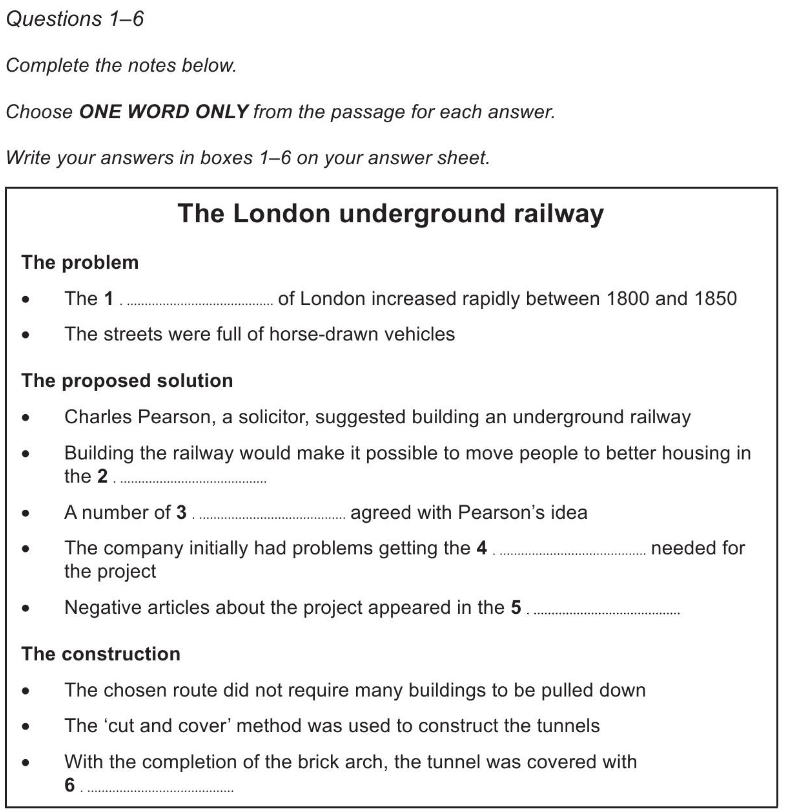 Questions 1–6
Complete the notes below.
Choose ONE WORD ONLY from the passage for each answer.
Write your answers in boxes 1–6 on your answer sheet.
The London underground railway
The problem
• The 1 . ........................................ of London increased rapidly between 1800 and 1850
• The streets were full of horse-drawn vehicles
The proposed solution
• Charles Pearson, a solicitor, suggested building an underground railway
• Building the railway would make it possible to move people to better housing in
the 2 . ........................................
• A number of 3 . ........................................ agreed with Pearson’s idea
• The company initially had problems getting the 4 . ........................................ needed for
the project
• Negative articles about the project appeared in the 5 . ........................................
The construction
• The chosen route did not require many buildings to be pulled down
• The ‘cut and cover’ method was used to construct the tunnels
• With the completion of the brick arch, the tunnel was covered with
6 . ........................................